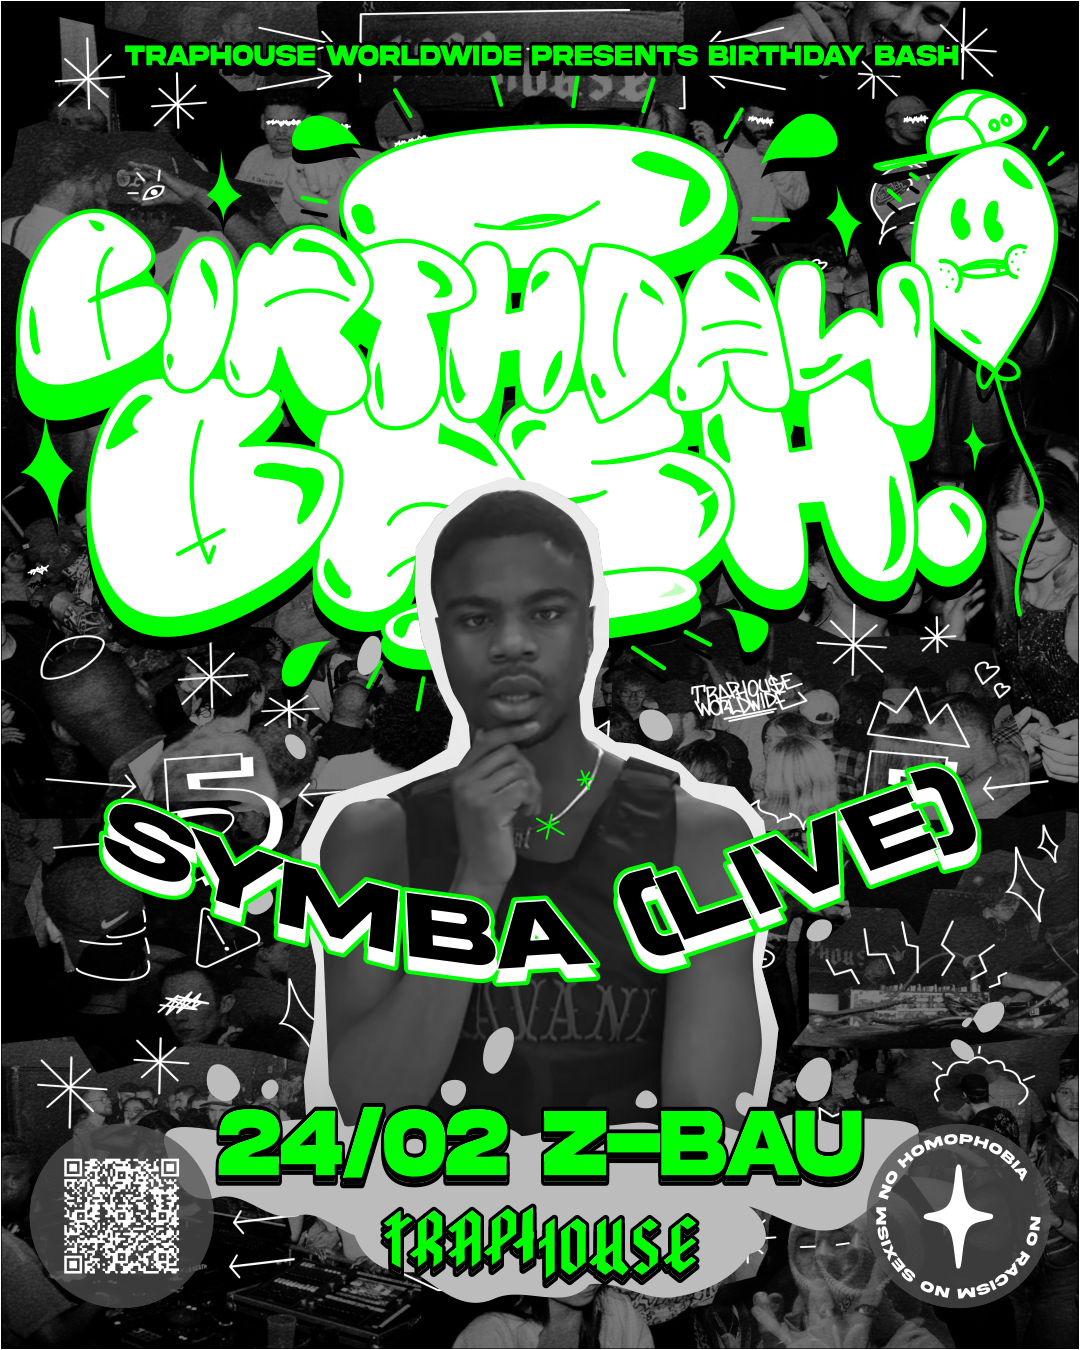 TRAPHOUSE WORLDWIDE PRESENTS BIRTHDAY BASH
BIRTHDAY
BASH.
TRAPHOUSE
WORLDWIDE
5
SYMBA (LIVE)
24/02 Z-BAU
TRAPHOUSE
NO HOMOPHOBIA
NO RACISM NO SEXISM